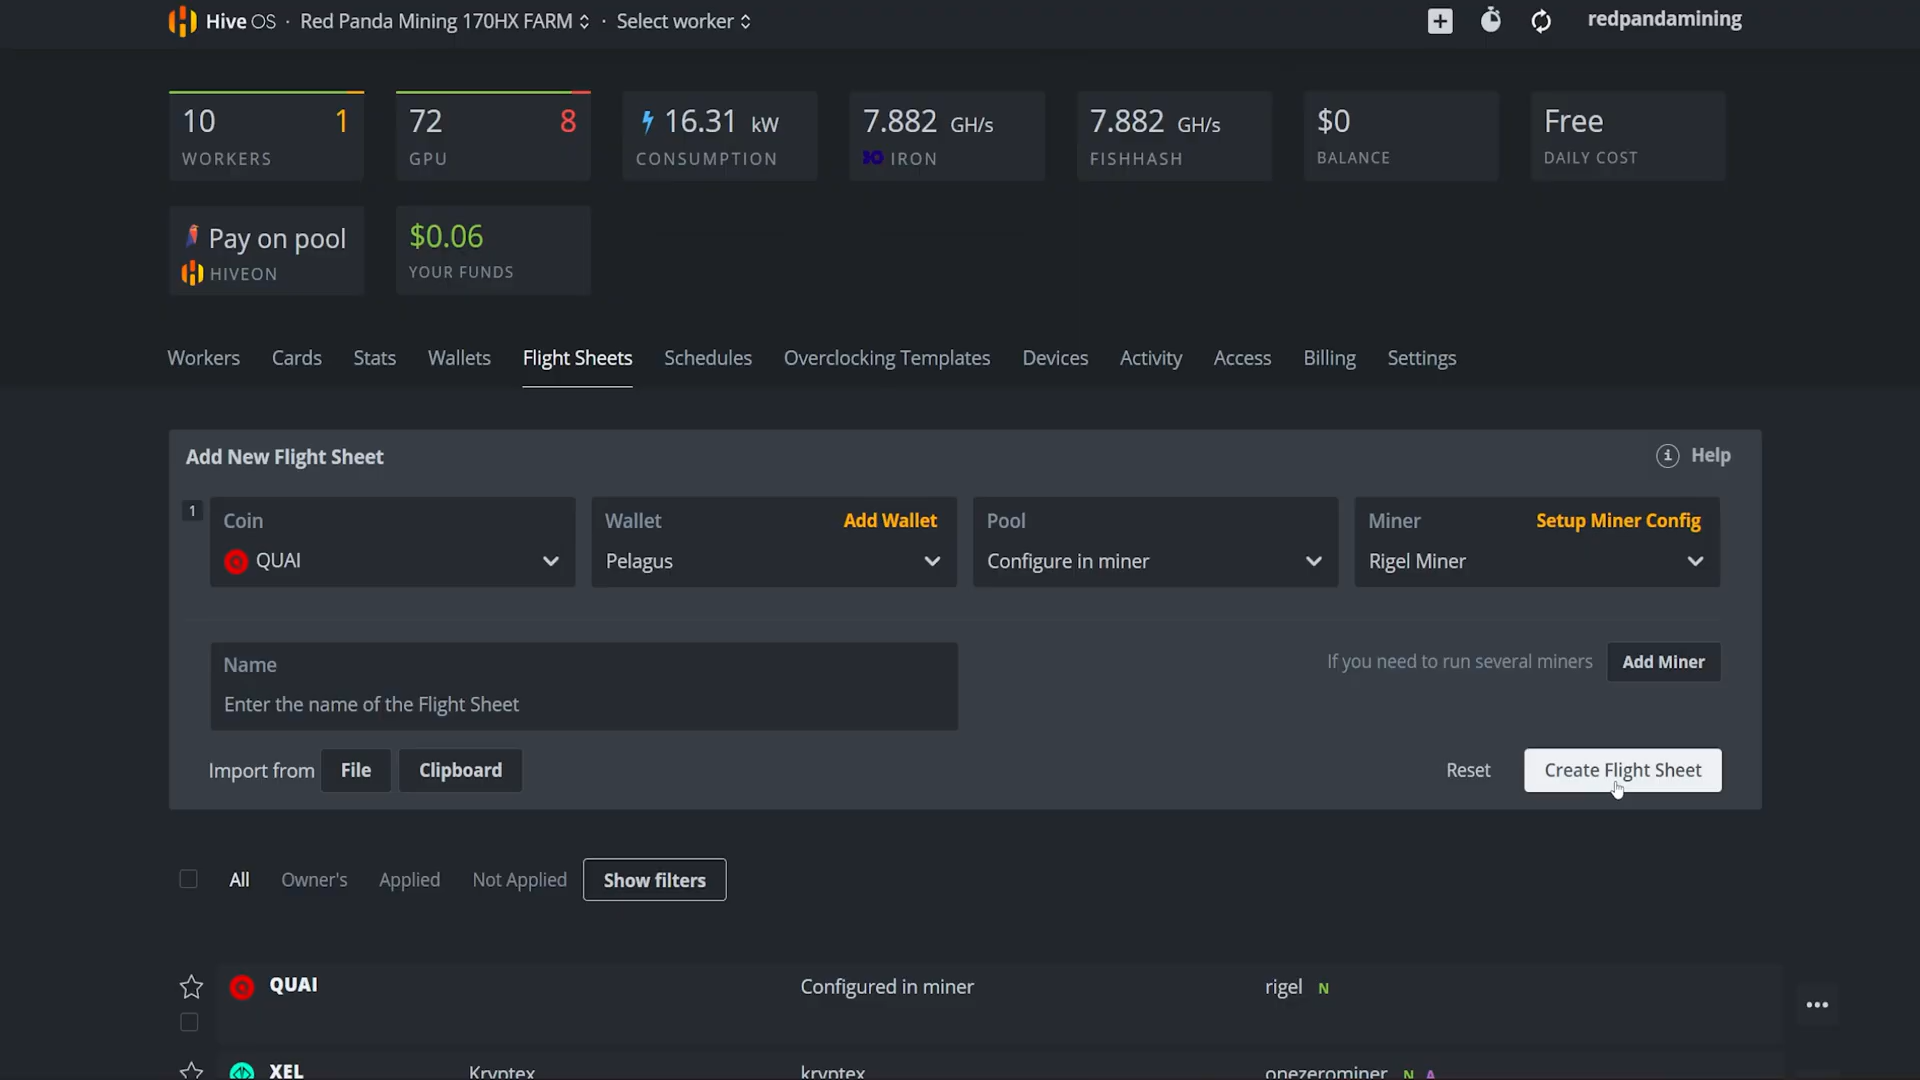 Hive OS · Red Panda Mining 170HX FARM · Select worker
redpandamining
10 1
WORKERS
72 8
GPU
16.31 kW
CONSUMPTION
7.882 GH/s
IRON
7.882 GH/s
FISHHASH
$0
BALANCE
Free
DAILY COST
Pay on pool
HIVEON
$0.06
YOUR FUNDS
Workers Cards Stats Wallets Flight Sheets Schedules Overclocking Templates Devices Activity Access Billing Settings
Add New Flight Sheet
i Help
1
Coin
QUAI
Wallet Add Wallet
Pelagus
Pool
Configure in miner
Miner Setup Miner Config
Rigel Miner
Name
Enter the name of the Flight Sheet
If you need to run several miners Add Miner
Import from File Clipboard
Reset Create Flight Sheet
All Owner's Applied Not Applied Show filters
QUAI Configured in miner rigel N
XEL Kryptex kryptex onezerominer N A